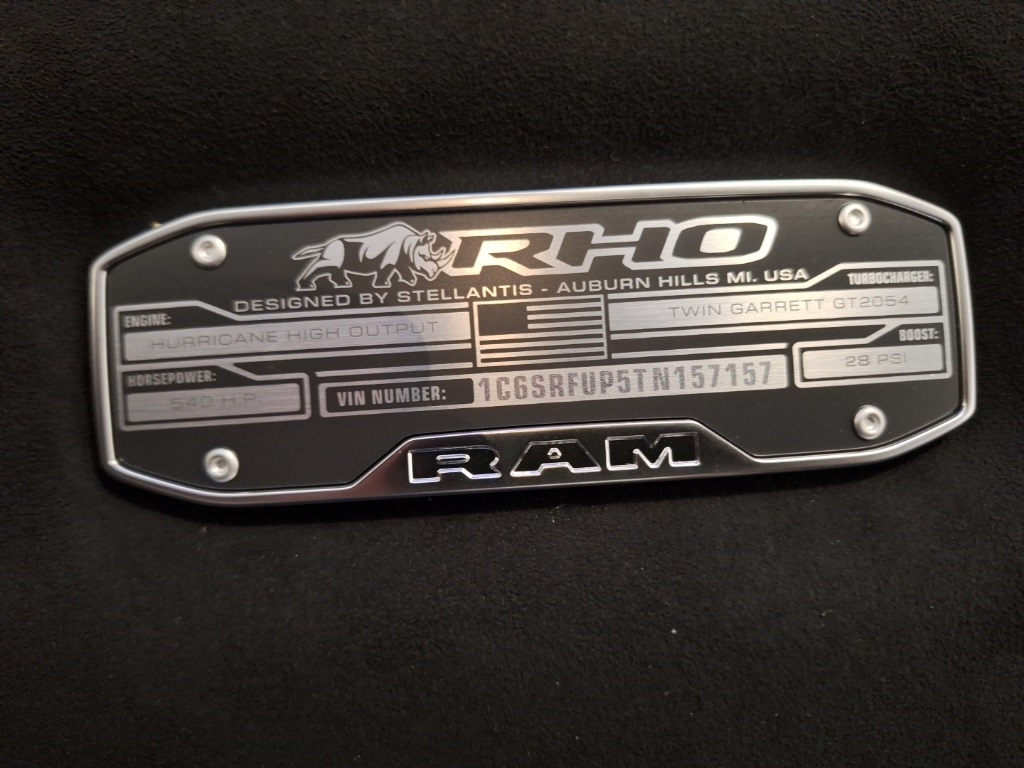 RHO
DESIGNED BY STELLANTIS - AUBURN HILLS MI. USA
ENGINE:
HURRICANE HIGH OUTPUT
TURBOCHARGER:
TWIN GARRETT GT2054
HORSEPOWER:
540 H.P.
VIN NUMBER: 1C6SRFUP5TN157157
BOOST:
28 PSI
RAM